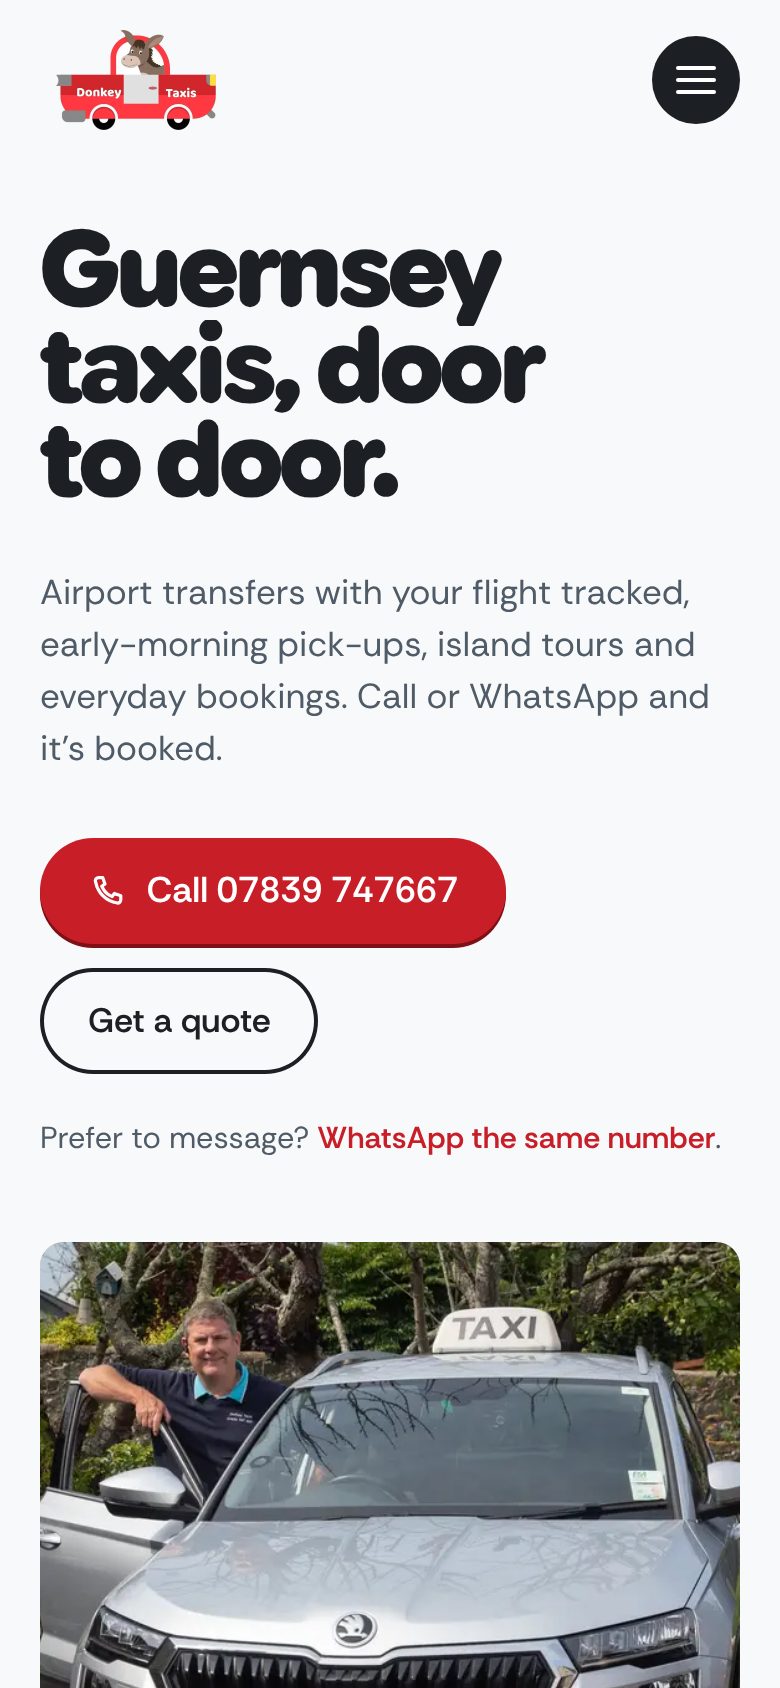 Donkey Taxis
Guernsey
taxis, door
to door.
Airport transfers with your flight tracked,
early-morning pick-ups, island tours and
everyday bookings. Call or WhatsApp and
it's booked.
Call 07839 747667
Get a quote
Prefer to message? WhatsApp the same number.
TAXI